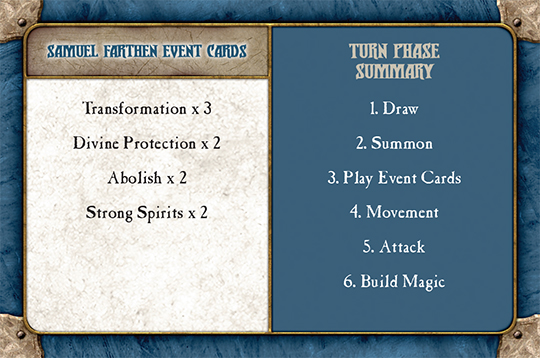 SAMUEL FARTHEN EVENT CARDS
Transformation x 3
Divine Protection x 2
Abolish x 2
Strong Spirits x 2
TURN PHASE
SUMMARY
1. Draw
2. Summon
3. Play Event Cards
4. Movement
5. Attack
6. Build Magic